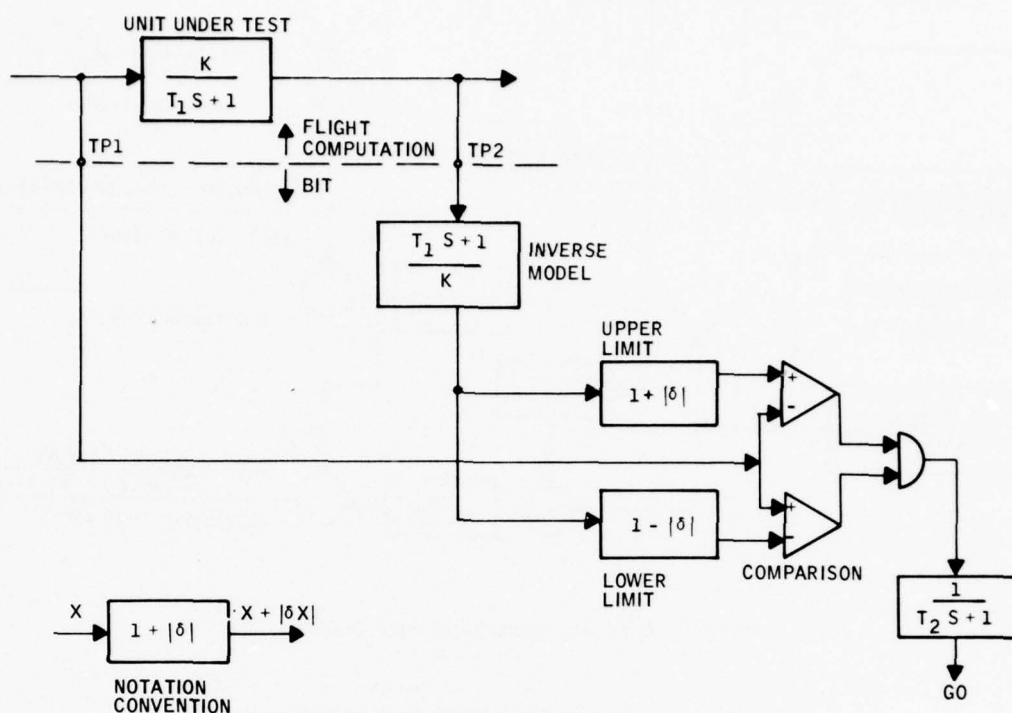 UNIT UNDER TEST
K
T1 S + 1
TP1
FLIGHT
COMPUTATION
TP2
BIT
T1 S + 1
K
INVERSE
MODEL
UPPER
LIMIT
1 + |δ|
+
-
1 - |δ|
+
-
LOWER
LIMIT
COMPARISON
1
T2 S + 1
GO
X
1 + |δ|
X + |δX|
NOTATION
CONVENTION